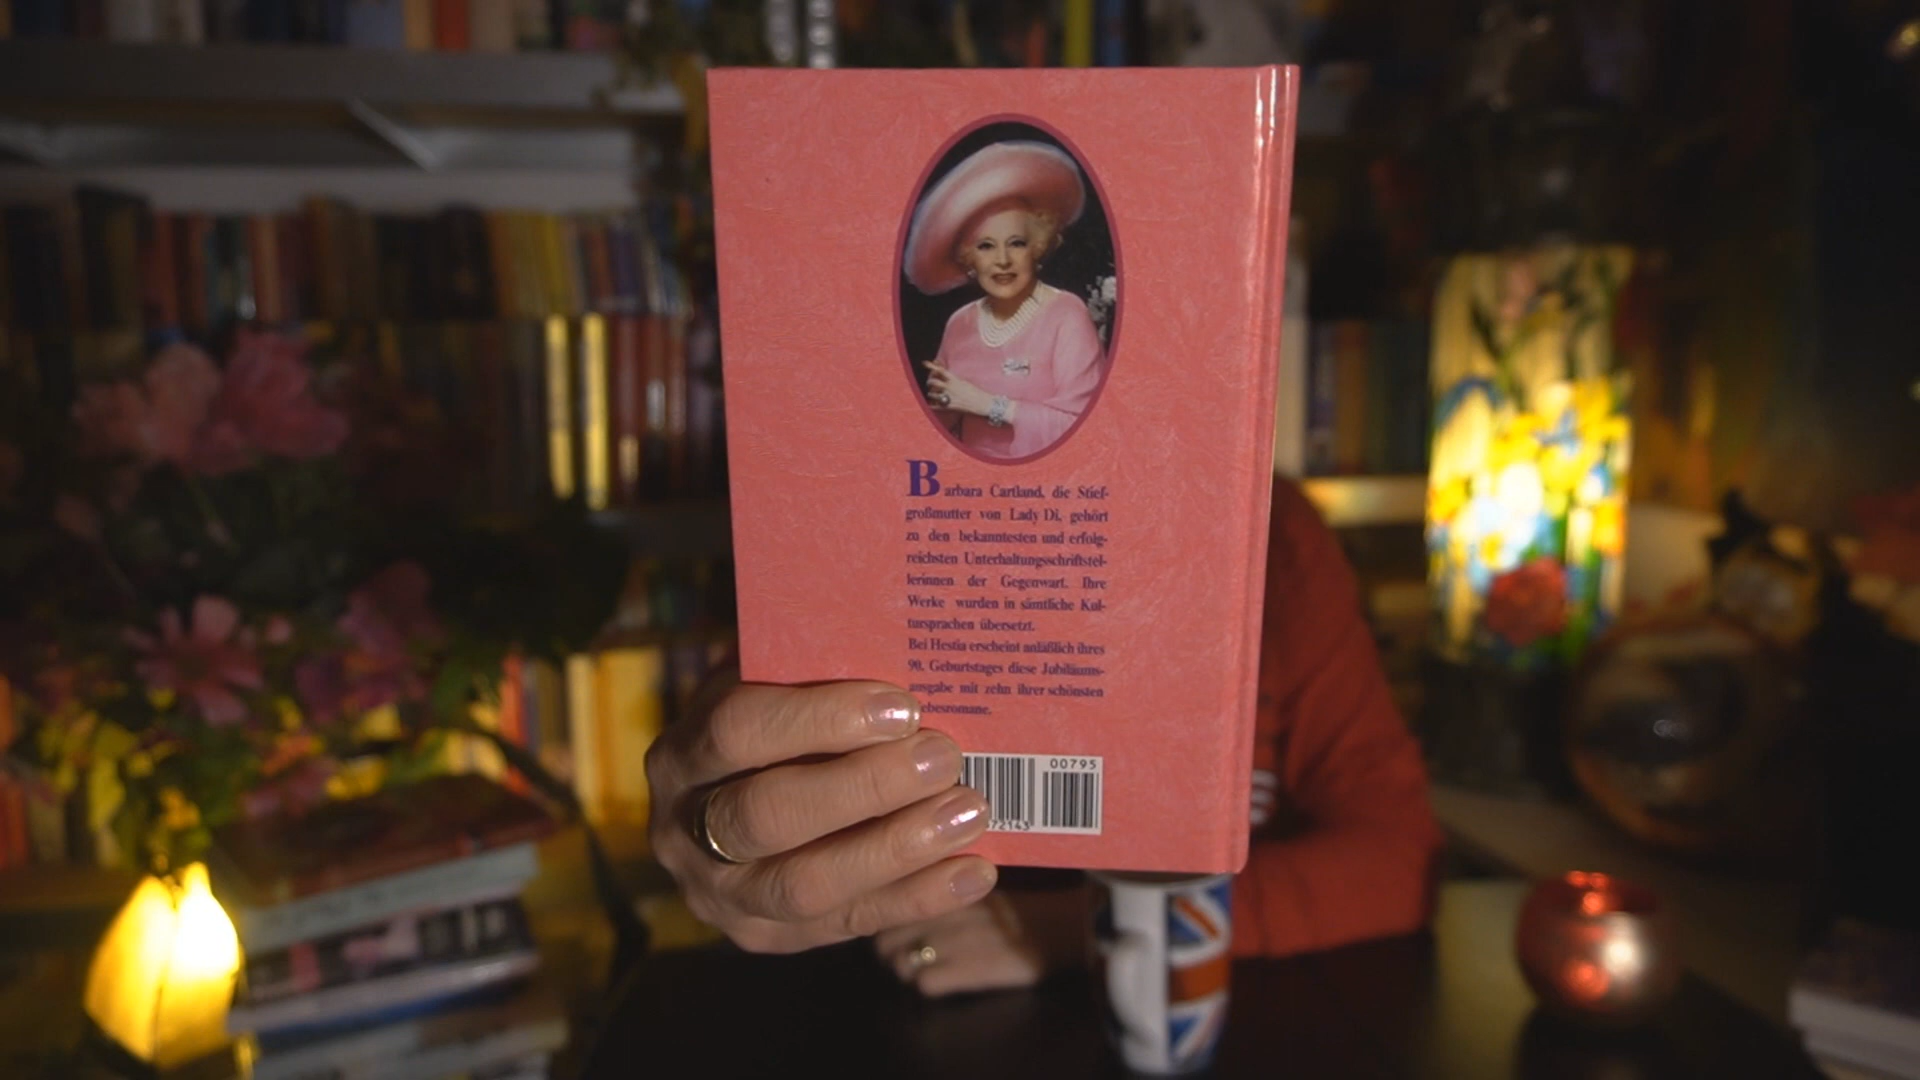 Barbara Cartland, die Stief-
großmutter von Lady Di, gehört
zu den bekanntesten und erfolg-
reichsten Unterhaltungsschriftstel-
lerinnen der Gegenwart. Ihre
Werke wurden in sämtliche Kul-
tursprachen übersetzt.
Bei Hestia erscheint anläßlich ihres
90. Geburtstages diese Jubiläums-
ausgabe mit zehn ihrer schönsten
ebesromane.
00795
72143